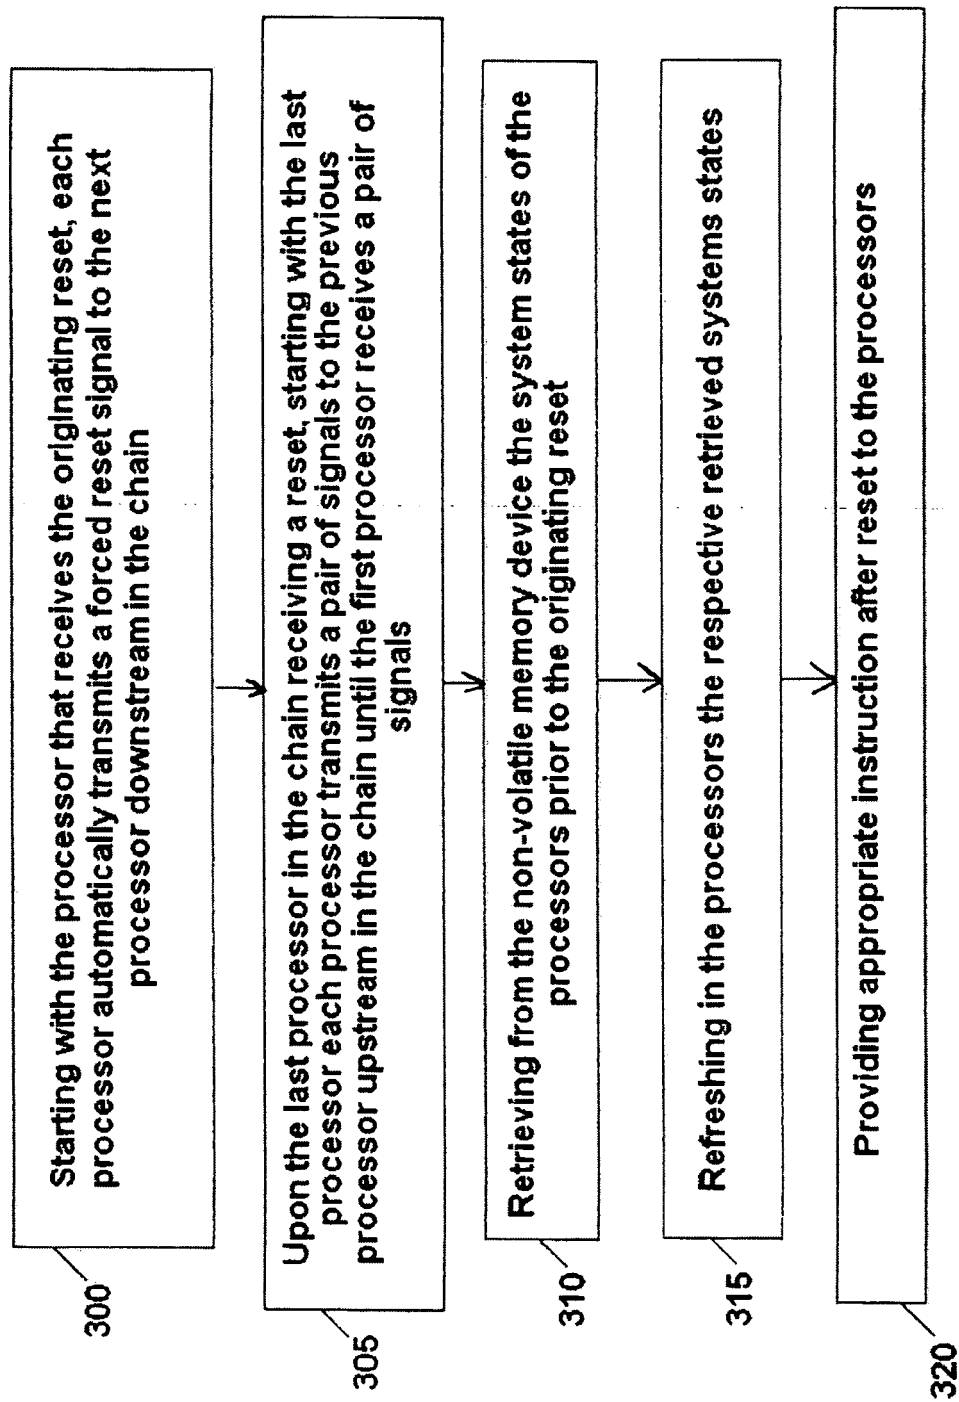 Starting with the processor that receives the originating reset, each
processor automatically transmits a forced reset signal to the next
processor downstream in the chain
300
Upon the last processor in the chain receiving a reset, starting with the last
processor each processor transmits a pair of signals to the previous
processor upstream in the chain until the first processor receives a pair of
signals
305
Retrieving from the non-volatile memory device the system states of the
processors prior to the originating reset
310
Refreshing in the processors the respective retrieved systems states
315
Providing appropriate instruction after reset to the processors
320